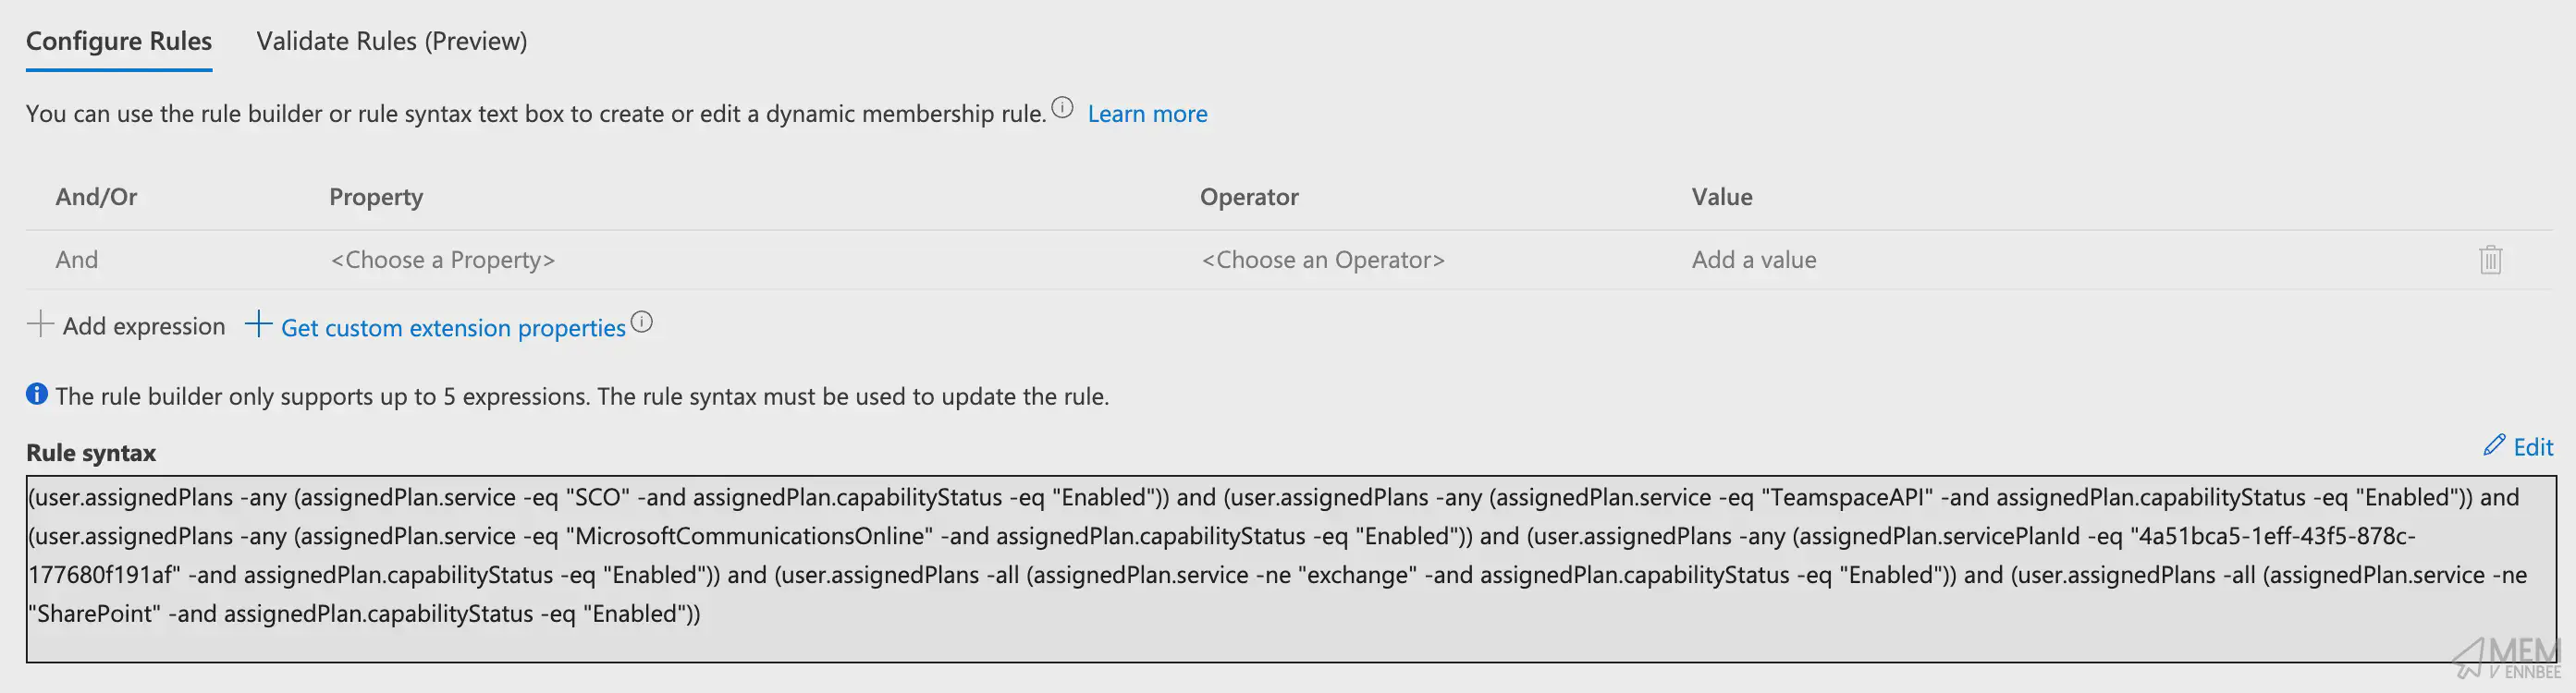 Configure Rules Validate Rules (Preview)
You can use the rule builder or rule syntax text box to create or edit a dynamic membership rule. Learn more
And/Or Property Operator Value
And <Choose a Property> <Choose an Operator> Add a value
Add expression Get custom extension properties
The rule builder only supports up to 5 expressions. The rule syntax must be used to update the rule.
Rule syntax Edit
(user.assignedPlans -any (assignedPlan.service -eq "SCO" -and assignedPlan.capabilityStatus -eq "Enabled")) and (user.assignedPlans -any (assignedPlan.service -eq "TeamspaceAPI" -and assignedPlan.capabilityStatus -eq "Enabled")) and
(user.assignedPlans -any (assignedPlan.service -eq "MicrosoftCommunicationsOnline" -and assignedPlan.capabilityStatus -eq "Enabled")) and (user.assignedPlans -any (assignedPlan.servicePlanId -eq "4a51bca5-1eff-43f5-878c-
177680f191af" -and assignedPlan.capabilityStatus -eq "Enabled")) and (user.assignedPlans -all (assignedPlan.service -ne "exchange" -and assignedPlan.capabilityStatus -eq "Enabled")) and (user.assignedPlans -all (assignedPlan.service -ne
"SharePoint" -and assignedPlan.capabilityStatus -eq "Enabled"))
MEM
V ENNBEE